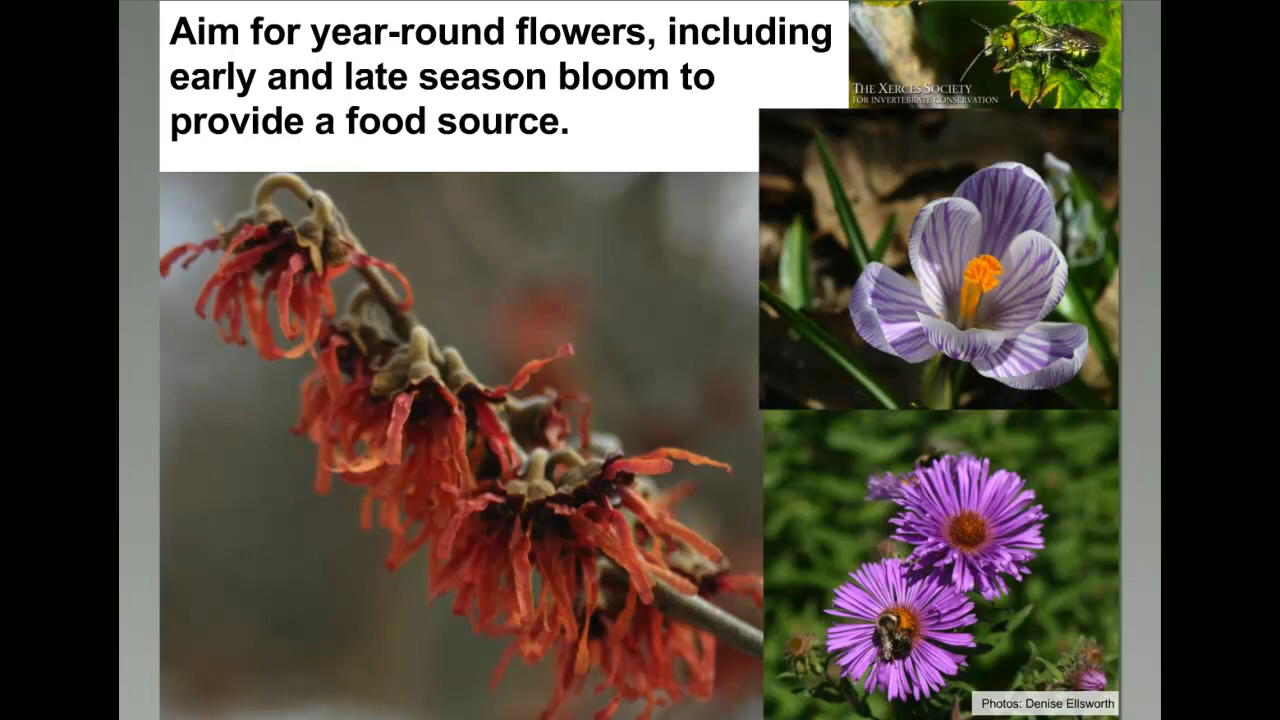 Aim for year-round flowers, including
early and late season bloom to
provide a food source.
THE XERCES SOCIETY
FOR INVERTEBRATE CONSERVATION
Photos: Denise Ellsworth